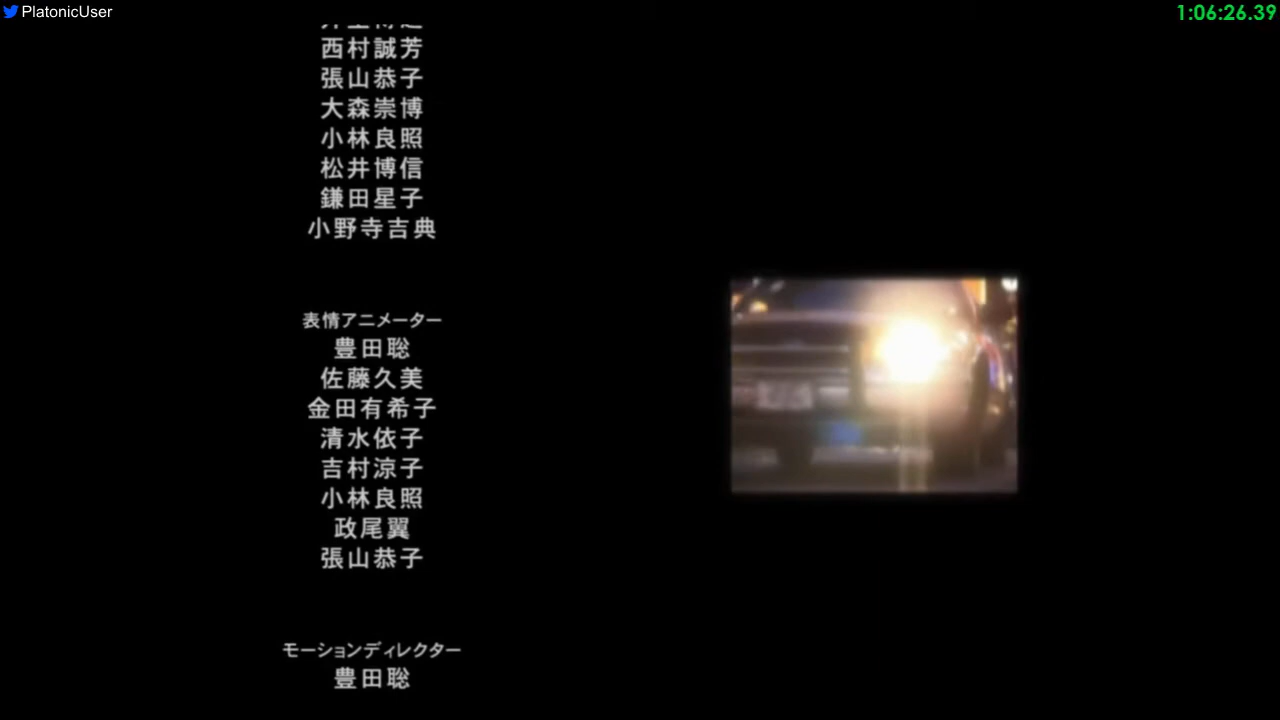 PlatonicUser
1:06:26.39
西村誠芳
張山恭子
大森崇博
小林良照
松井博信
鎌田星子
小野寺吉典
表情アニメーター
豊田聡
佐藤久美
金田有希子
清水依子
吉村涼子
小林良照
政尾翼
張山恭子
モーションディレクター
豊田聡